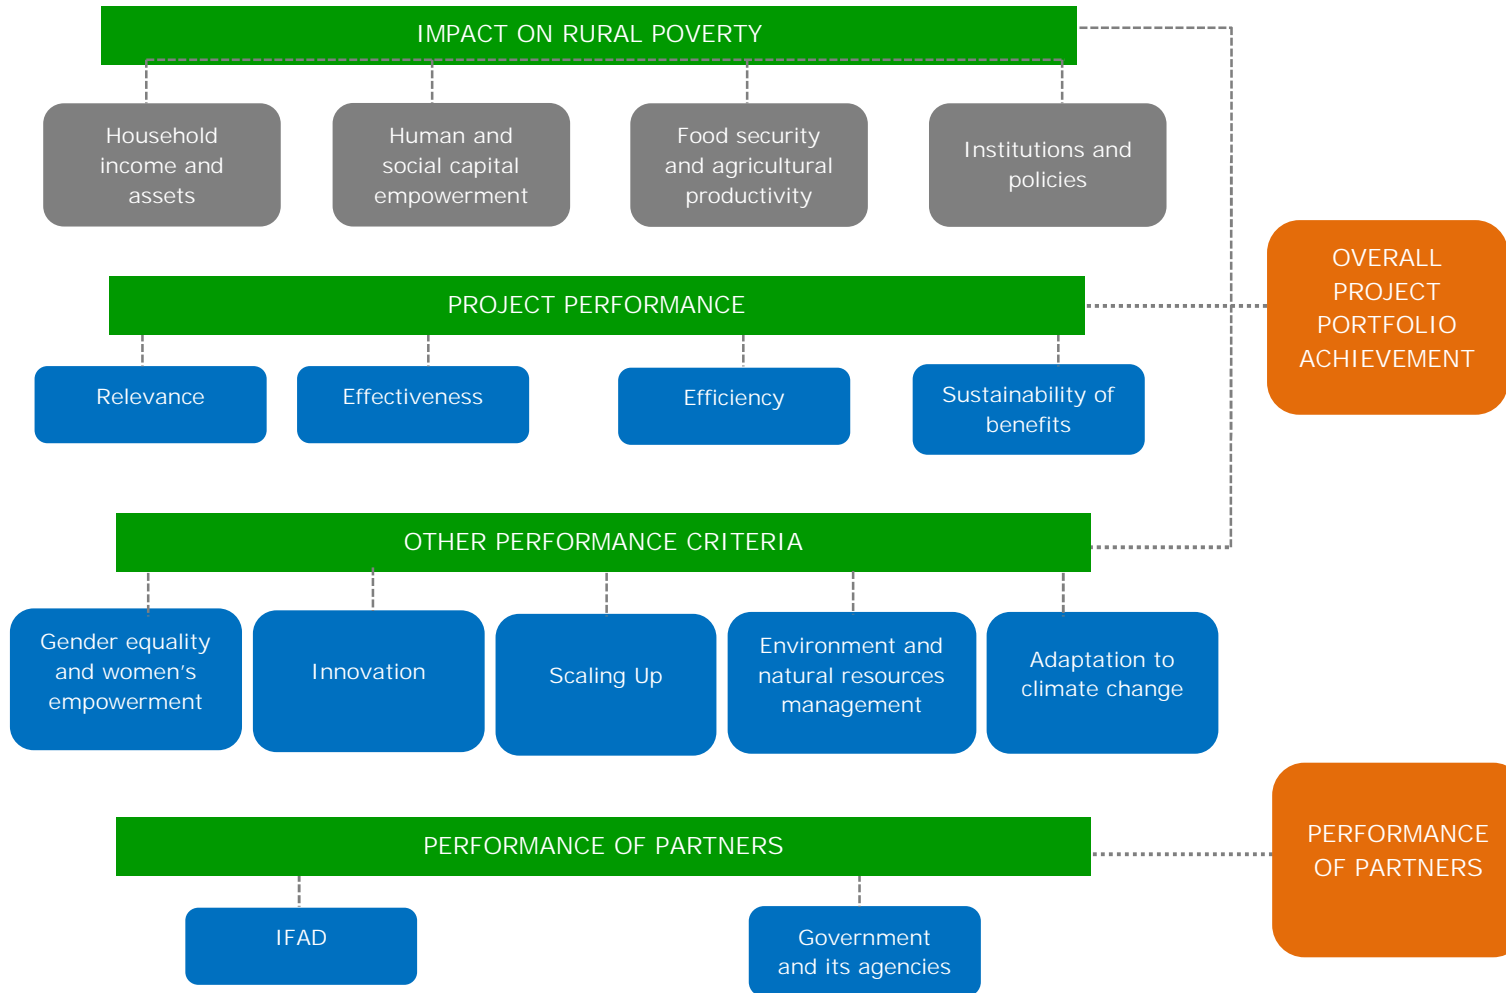 IMPACT ON RURAL POVERTY
Household
income and
assets
Human and
social capital
empowerment
Food security
and agricultural
productivity
Institutions and
policies
OVERALL
PROJECT
PORTFOLIO
ACHIEVEMENT
PROJECT PERFORMANCE
Relevance
Effectiveness
Efficiency
Sustainability of
benefits
OTHER PERFORMANCE CRITERIA
Gender equality
and women’s
empowerment
Innovation
Scaling Up
Environment and
natural resources
management
Adaptation to
climate change
PERFORMANCE OF PARTNERS
IFAD
Government
and its agencies
PERFORMANCE
OF PARTNERS